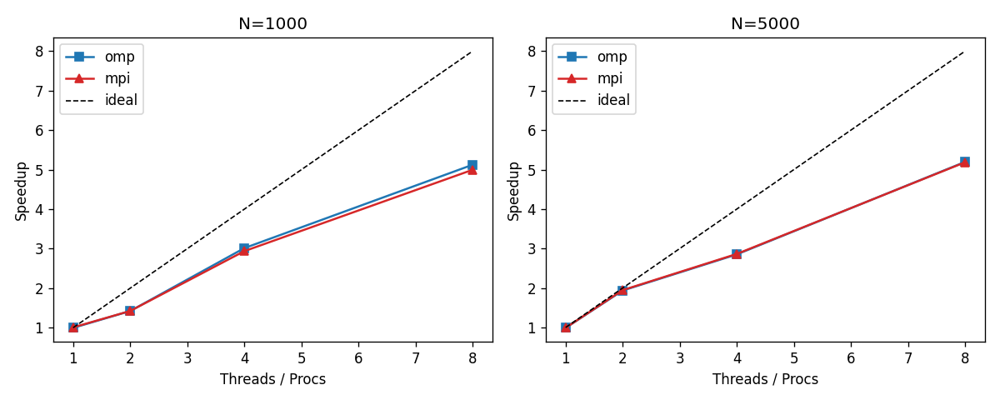 N=1000
omp
mpi
ideal
8
7
6
5
4
3
2
1
Speedup
1 2 3 4 5 6 7 8
Threads / Procs
N=5000
omp
mpi
ideal
8
7
6
5
4
3
2
1
Speedup
1 2 3 4 5 6 7 8
Threads / Procs